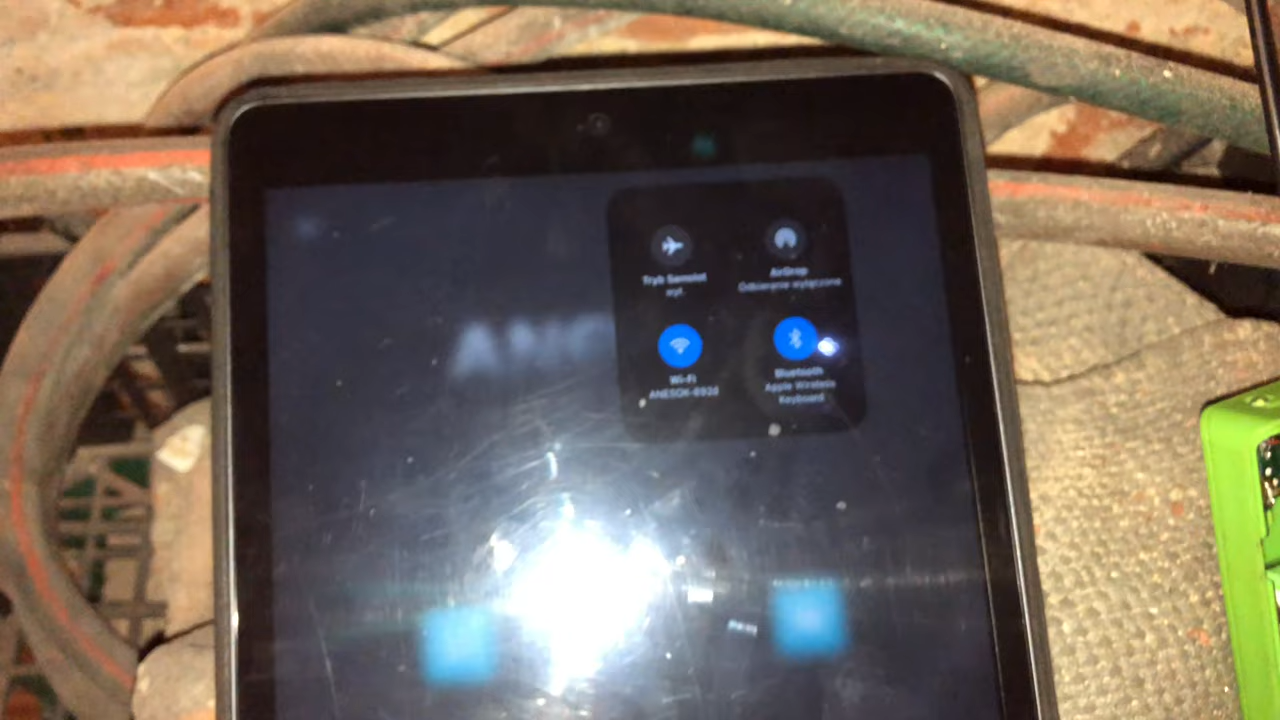 Tryb Samolot
wył.
AirDrop
Odbieranie wyłączone
Wi-Fi
Bluetooth
Apple Wireless
Keyboard